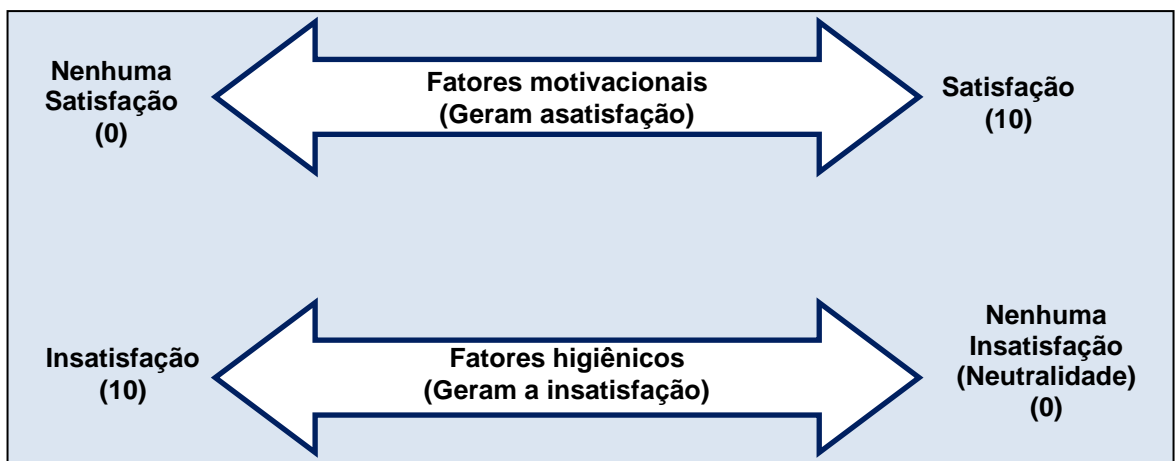 Nenhuma
Satisfação
(0)
Fatores motivacionais
(Geram asatisfação)
Satisfação
(10)
Insatisfação
(10)
Fatores higiênicos
(Geram a insatisfação)
Nenhuma
Insatisfação
(Neutralidade)
(0)